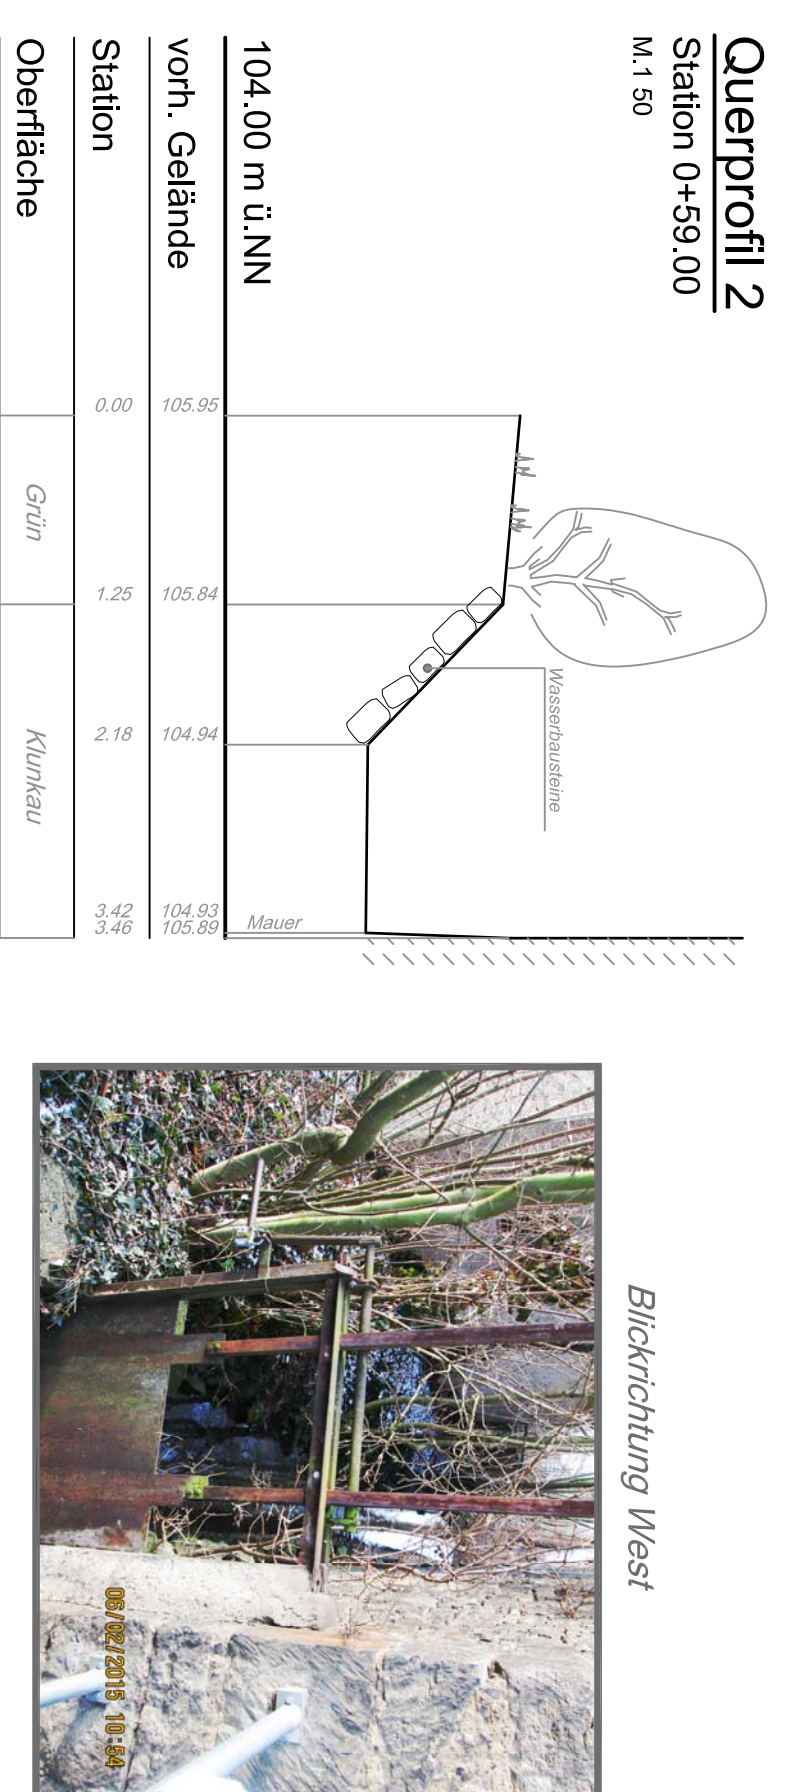 Querprofil 2
Station 0+59.00
M.1 50
Wasserbausteine
Mauer
104.00 m ü.NN
vorh. Gelände 105.95 105.84 104.94 104.93 105.89
Station 0.00 1.25 2.18 3.42 3.46
Oberfläche Grün Klunkau
Blickrichtung West
06/02/2015 10:54